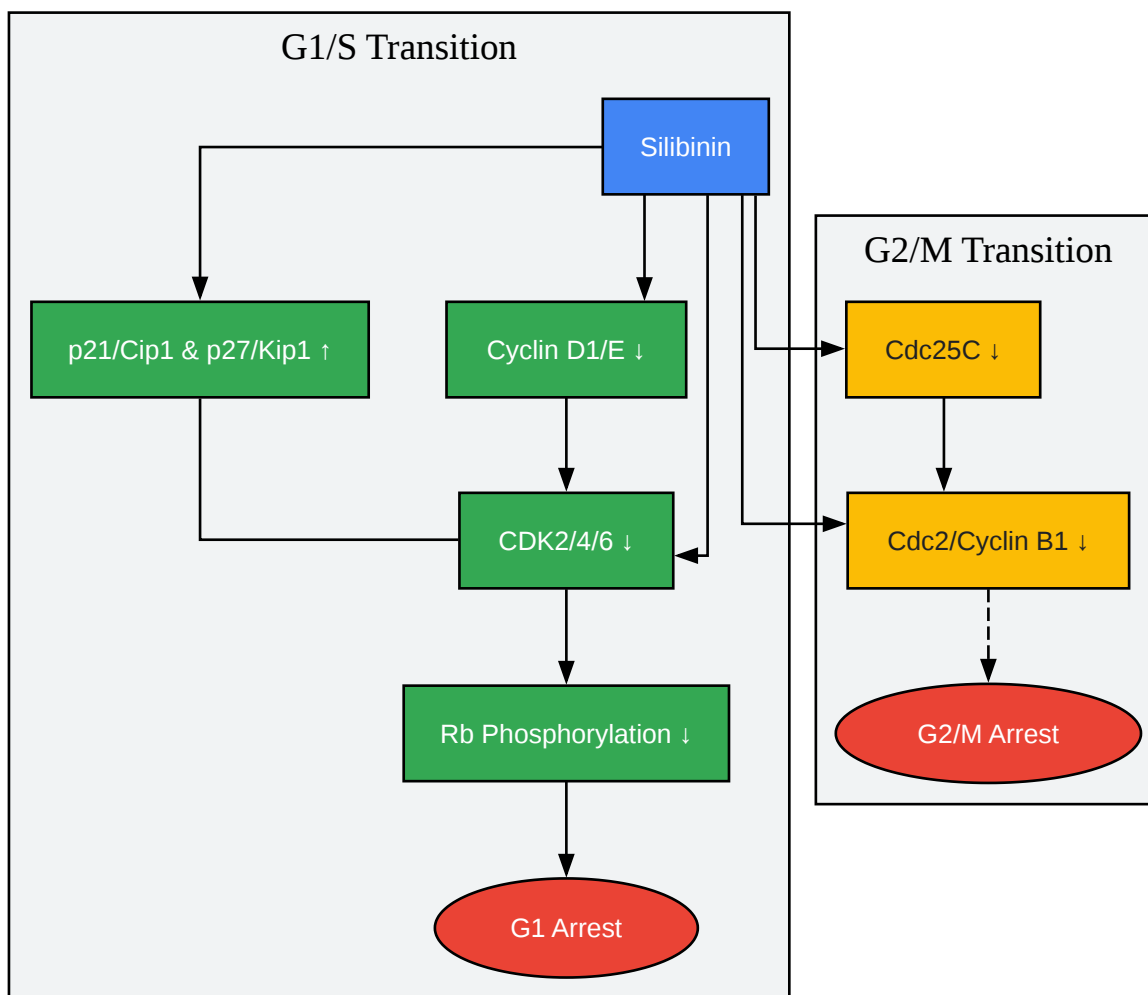 G1/S Transition
Silibinin
G2/M Transition
p21/Cip1 & p27/Kip1 ↑
Cyclin D1/E ↓
Cdc25C ↓
CDK2/4/6 ↓
Cdc2/Cyclin B1 ↓
Rb Phosphorylation ↓
G2/M Arrest
G1 Arrest